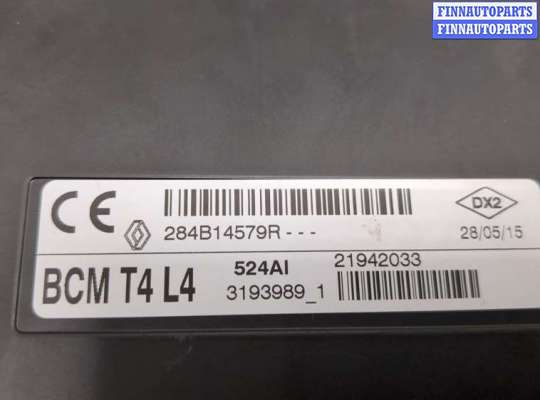 FINNAUTOPARTS
FINNAUTOPARTS
CE
284B14579R - - -
DX2
28/05/15
BCM T4 L4
524AI
21942033
3193989_1